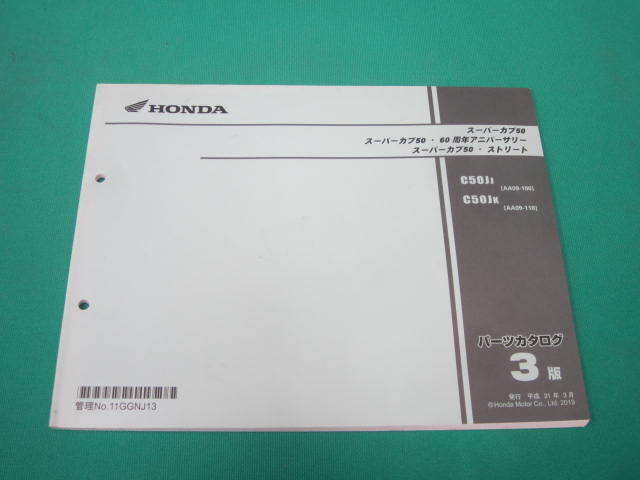 HONDA
スーパーカブ50
スーパーカブ50 ・ 60 周年アニバーサリー
スーパーカブ50 ・ ストリート
C50JJ
[AA09-100]
C50JK
[AA09-110]
パーツカタログ
3 版
発行 平成 31 年 3 月
©Honda Motor Co., Ltd. 2019
管理No.11GGNJ13